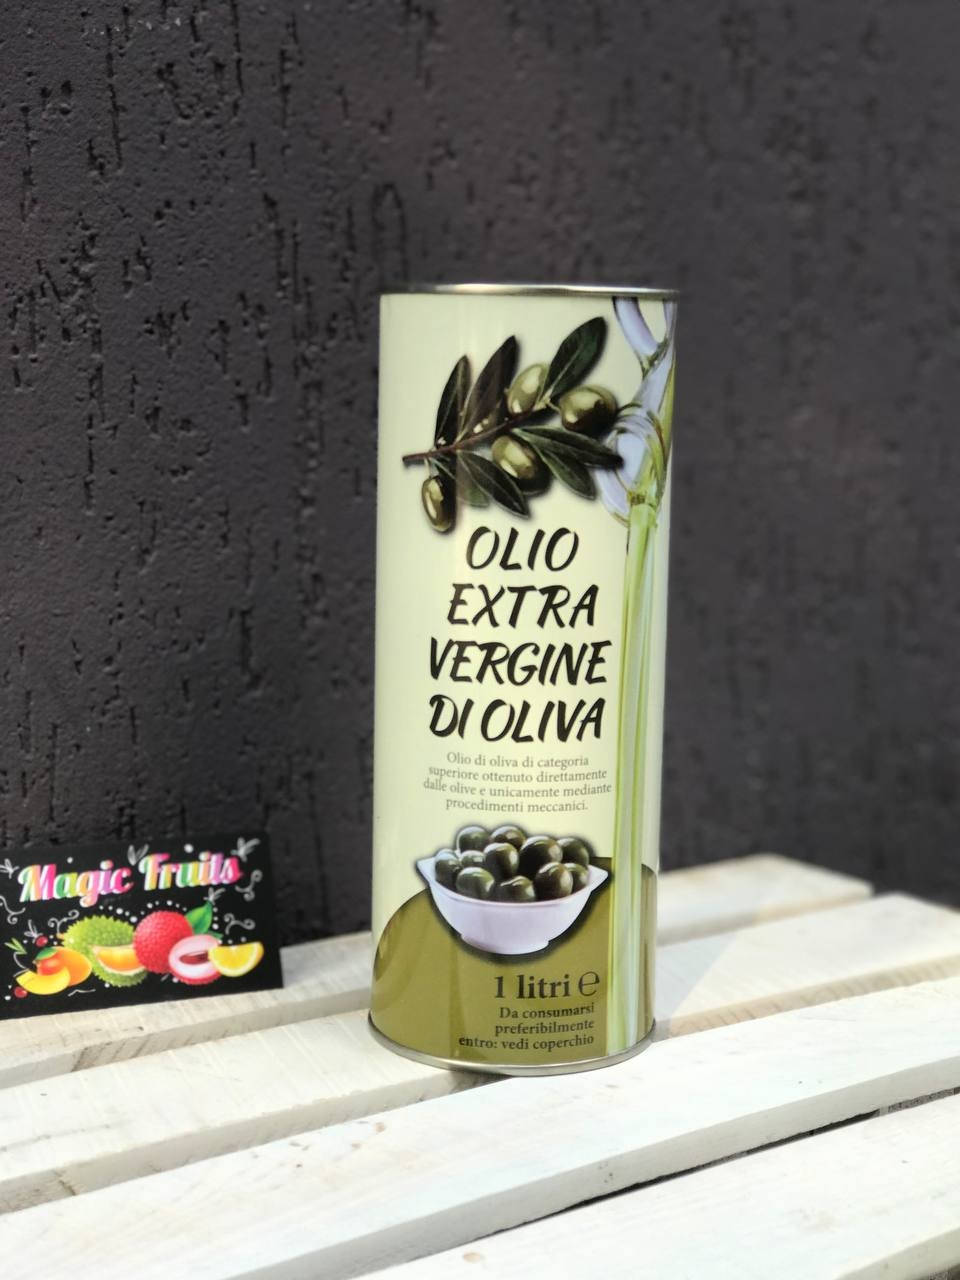 OLIO
EXTRA
VERGINE
DI OLIVA
Olio di oliva di categoria
superiore ottenuto direttamente
dalle olive e unicamente mediante
procedimenti meccanici.
1 litri ℮
Da consumarsi
preferibilmente
entro: vedi coperchio
Magic Fruits